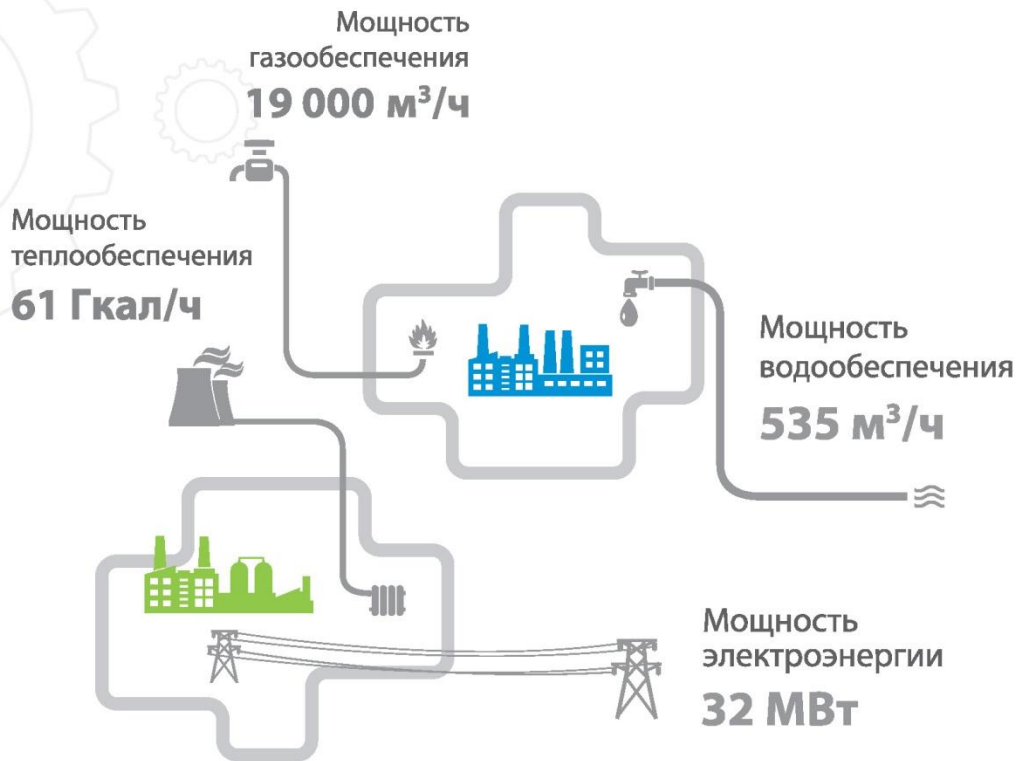 Мощность
газообеспечения
19 000 м³/ч
Мощность
теплообеспечения
61 Гкал/ч
Мощность
водообеспечения
535 м³/ч
Мощность
электроэнергии
32 МВт